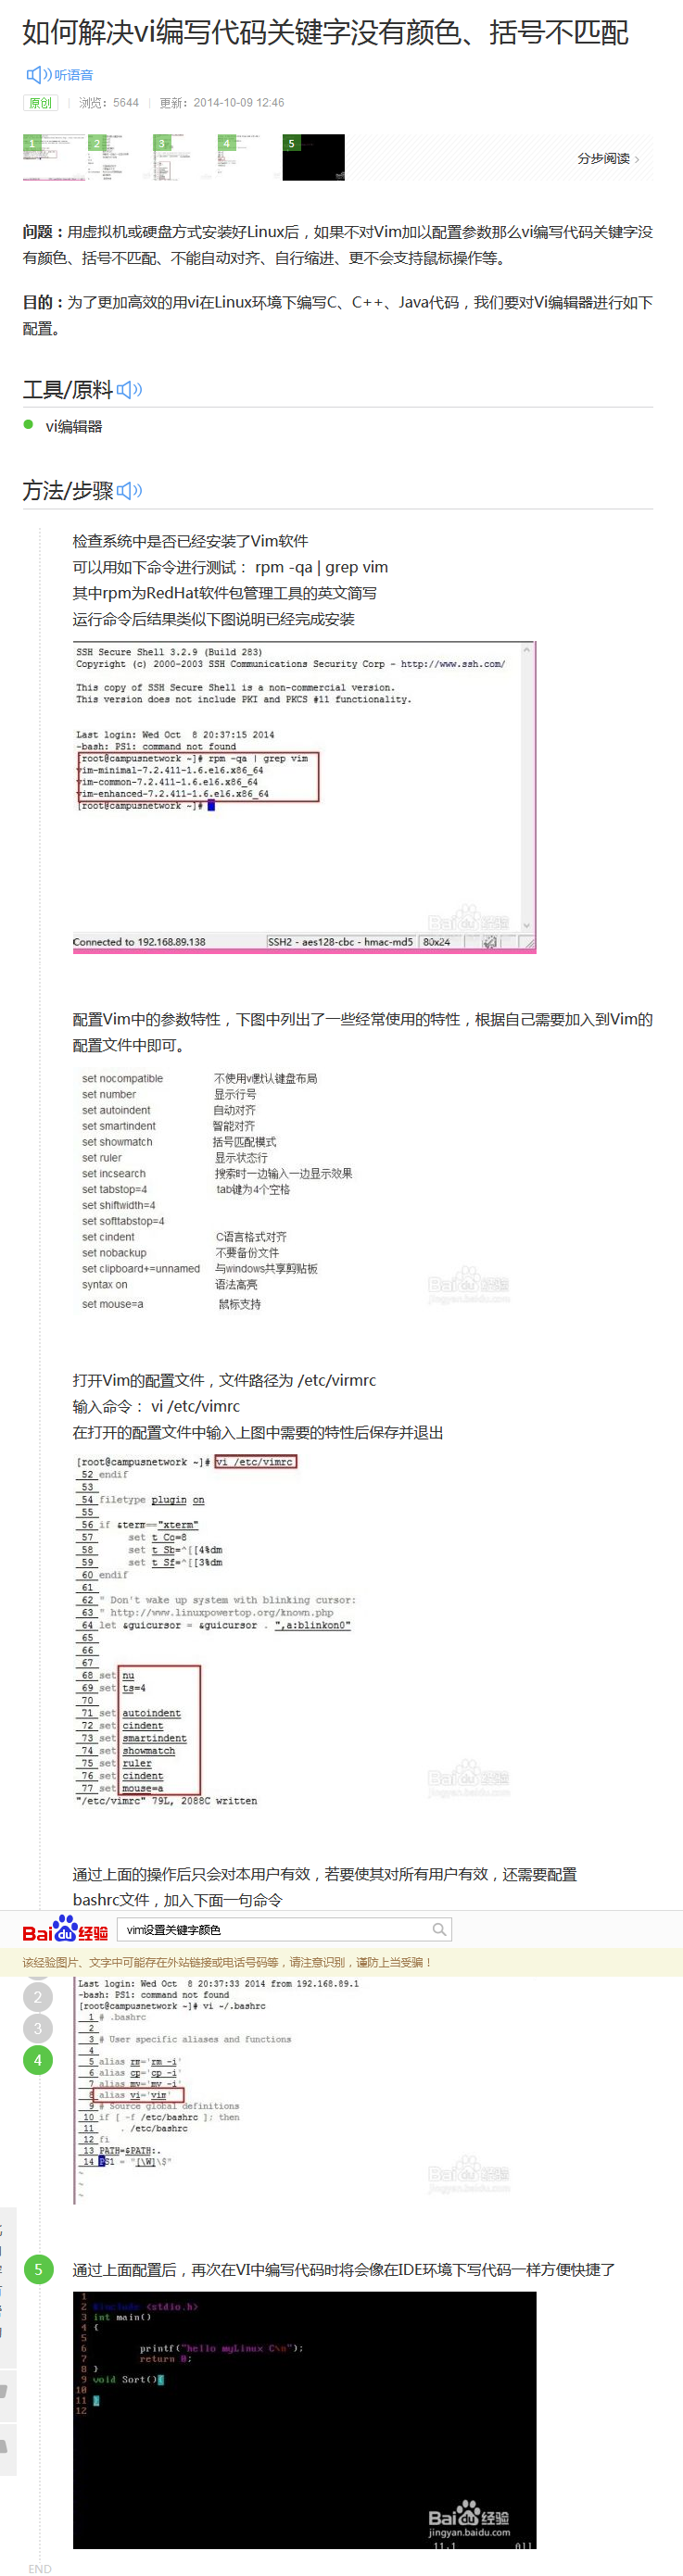 如何解决vi编写代码关键字没有颜色、括号不匹配
听语音
原创 | 浏览：5644 | 更新：2014-10-09 12:46
1 2 3 4 5
分步阅读 ›
问题：用虚拟机或硬盘方式安装好Linux后，如果不对Vim加以配置参数那么vi编写代码关键字没
有颜色、括号不匹配、不能自动对齐、自行缩进、更不会支持鼠标操作等。
目的：为了更加高效的用vi在Linux环境下编写C、C++、Java代码，我们要对Vi编辑器进行如下
配置。
工具/原料
vi编辑器
方法/步骤
检查系统中是否已经安装了Vim软件
可以用如下命令进行测试： rpm -qa | grep vim
其中rpm为RedHat软件包管理工具的英文简写
运行命令后结果类似下图说明已经完成安装
SSH Secure Shell 3.2.9 (Build 283)
Copyright (c) 2000-2003 SSH Communications Security Corp - http://www.ssh.com/
This copy of SSH Secure Shell is a non-commercial version.
This version does not include PKI and PKCS #11 functionality.
Last login: Wed Oct  8 20:37:15 2014
-bash: PS1: command not found
[root@campusnetwork ~]# rpm -qa | grep vim
vim-minimal-7.2.411-1.6.el6.x86_64
vim-common-7.2.411-1.6.el6.x86_64
vim-enhanced-7.2.411-1.6.el6.x86_64
[root@campusnetwork ~]#
Baidu经验
Connected to 192.168.89.138 SSH2 - aes128-cbc - hmac-md5 80x24
配置Vim中的参数特性，下图中列出了一些经常使用的特性，根据自己需要加入到Vim的
配置文件中即可。
set nocompatible 不使用vi默认键盘布局
set number 显示行号
set autoindent 自动对齐
set smartindent 智能对齐
set showmatch 括号匹配模式
set ruler 显示状态行
set incsearch 搜索时一边输入一边显示效果
set tabstop=4 tab键为4个空格
set shiftwidth=4
set softtabstop=4
set cindent C语言格式对齐
set nobackup 不要备份文件
set clipboard+=unnamed 与windows共享剪贴板
syntax on 语法高亮
set mouse=a 鼠标支持
Baidu经验
jingyan.baidu.com
打开Vim的配置文件，文件路径为 /etc/virmrc
输入命令： vi /etc/vimrc
在打开的配置文件中输入上图中需要的特性后保存并退出
[root@campusnetwork ~]# vi /etc/vimrc
52 endif
53
54 filetype plugin on
55
56 if &term=="xterm"
57 set t_Co=8
58 set t_Sb=^[[4%dm
59 set t_Sf=^[[3%dm
60 endif
61
62 " Don't wake up system with blinking cursor:
63 " http://www.linuxpowertop.org/known.php
64 let &guicursor = &guicursor . ",a:blinkon0"
65
66
67
68 set nu
69 set ts=4
70
71 set autoindent
72 set cindent
73 set smartindent
74 set showmatch
75 set ruler
76 set cindent
77 set mouse=a
"/etc/vimrc" 79L, 2088C written
Baidu经验
jingyan.baidu.com
通过上面的操作后只会对本用户有效，若要使其对所有用户有效，还需要配置
bashrc文件，加入下面一句命令
Baidu经验 vim设置关键字颜色
该经验图片、文字中可能存在外站链接或电话号码等，请注意识别，谨防上当受骗！
2
3
4
Last login: Wed Oct  8 20:37:33 2014 from 192.168.89.1
-bash: PS1: command not found
[root@campusnetwork ~]# vi ~/.bashrc
1 # .bashrc
2
3 # User specific aliases and functions
4
5 alias rm='rm -i'
6 alias cp='cp -i'
7 alias mv='mv -i'
8 alias vi='vim'
9 # Source global definitions
10 if [ -f /etc/bashrc ]; then
11 . /etc/bashrc
12 fi
13 PATH=$PATH:.
14 PS1 = "[\W]\$"
~
~
~
Baidu经验
jingyan.baidu.com
5
通过上面配置后，再次在VI中编写代码时将会像在IDE环境下写代码一样方便快捷了
1
2 #include <stdio.h>
3 int main()
4 {
5
6 printf("hello myLinux C\n");
7 return 0;
8 }
9 void Sort(){
10
11 }
12
Baidu经验
jingyan.baidu.com
11,1 All
END